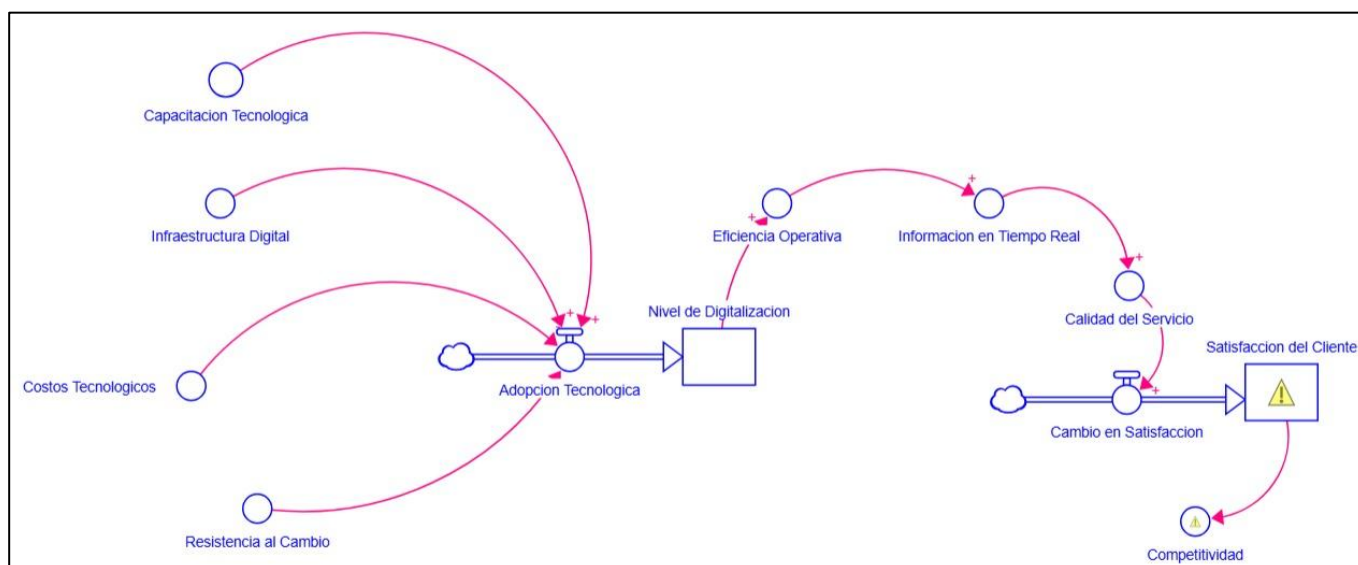 Capacitacion Tecnologica
Infraestructura Digital
Eficiencia Operativa
Informacion en Tiempo Real
+
+
+
+
+
Nivel de Digitalizacion
Calidad del Servicio
Satisfaccion del Cliente
Costos Tecnologicos
Adopcion Tecnologica
+
Cambio en Satisfaccion
Resistencia al Cambio
Competitividad